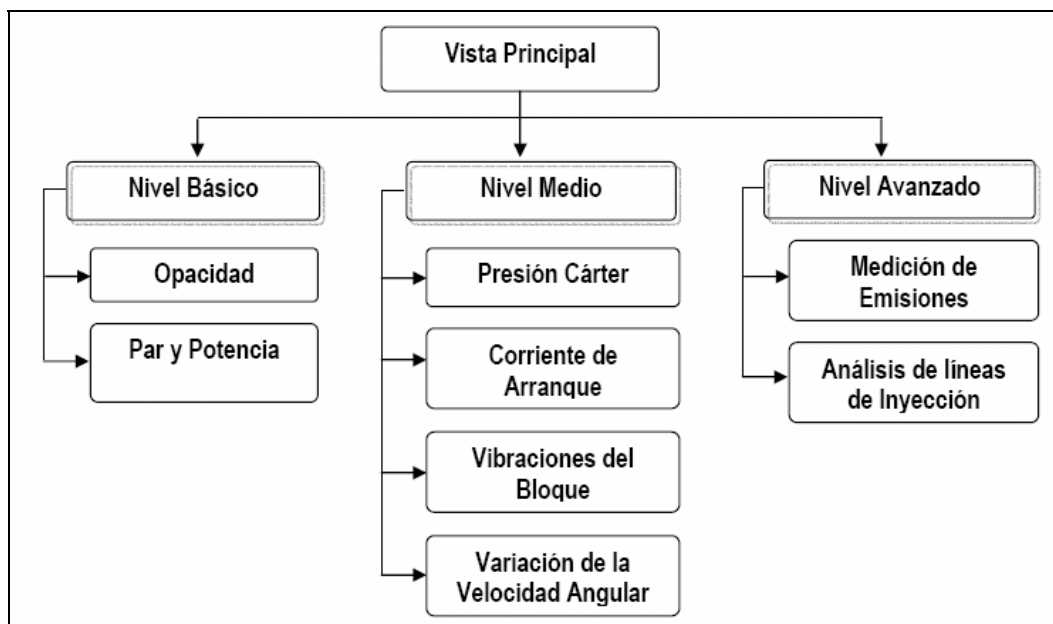 Vista Principal
Nivel Básico
Opacidad
Par y Potencia
Nivel Medio
Presión Cárter
Corriente de
Arranque
Vibraciones del
Bloque
Variación de la
Velocidad Angular
Nivel Avanzado
Medición de
Emisiones
Análisis de líneas
de Inyección